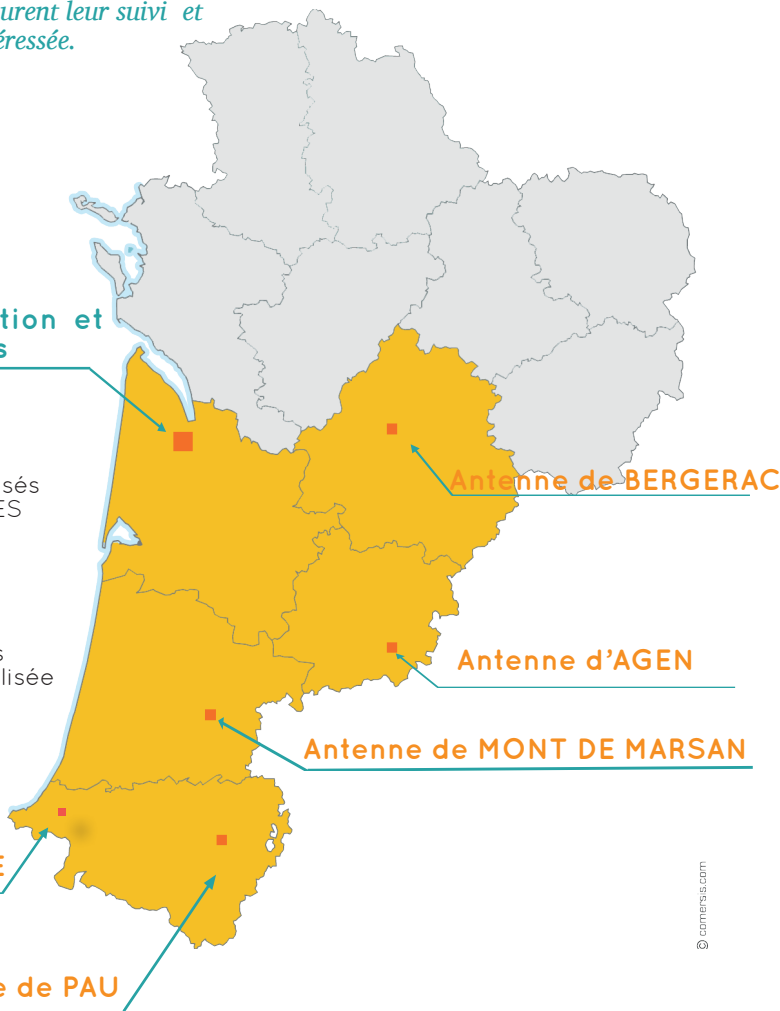 urent leur suivi et
éressée.
tion et
s
Antenne de BERGERAC
sés
ES
s
lisée
Antenne d’AGEN
Antenne de MONT DE MARSAN
E
e de PAU
© comersis.com